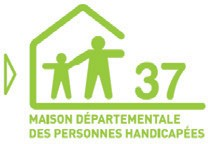 37
MAISON DÉPARTEMENTALE
DES PERSONNES HANDICAPÉES